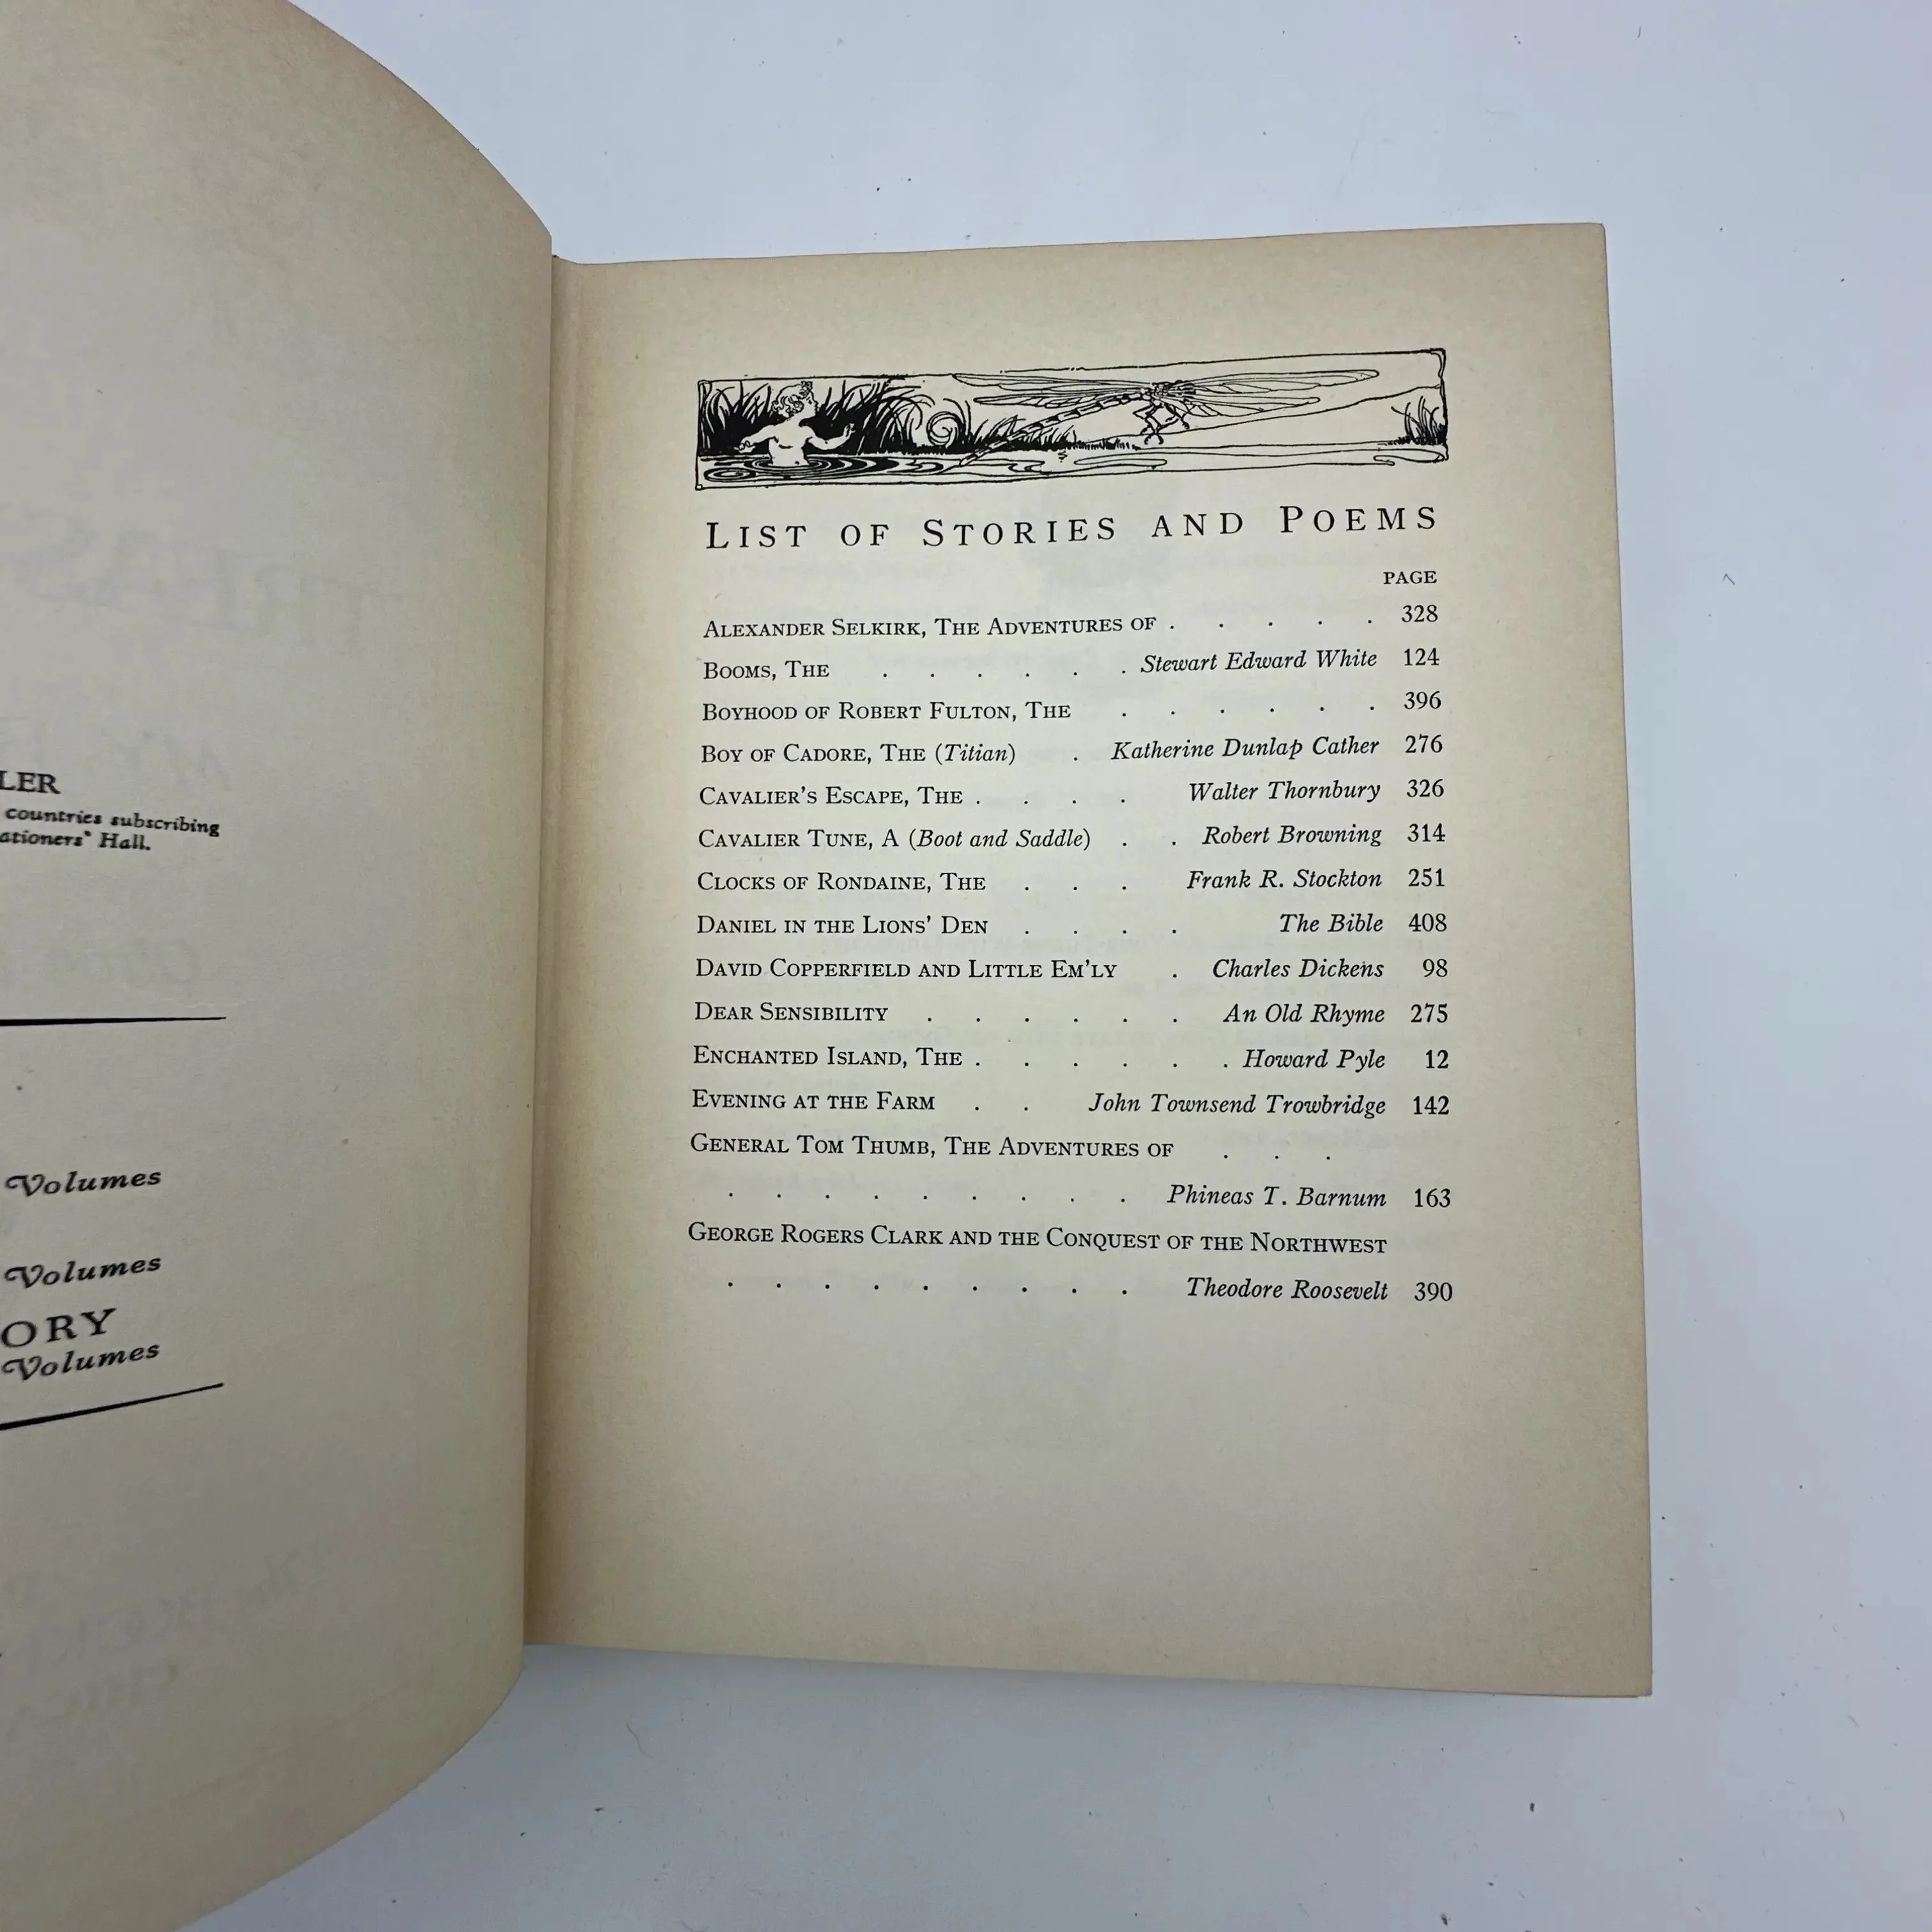 LER
countries subscribing
ationers' Hall.
Volumes
Volumes
ORY
Volumes
LIST OF STORIES AND POEMS
PAGE
ALEXANDER SELKIRK, THE ADVENTURES OF . . . . . 328
BOOMS, THE . . . . . . Stewart Edward White 124
BOYHOOD OF ROBERT FULTON, THE . . . . . . 396
BOY OF CADORE, THE (Titian) . Katherine Dunlap Cather 276
CAVALIER'S ESCAPE, THE . . . . Walter Thornbury 326
CAVALIER TUNE, A (Boot and Saddle) . . Robert Browning 314
CLOCKS OF RONDAINE, THE . . . Frank R. Stockton 251
DANIEL IN THE LIONS' DEN . . . . The Bible 408
DAVID COPPERFIELD AND LITTLE EM'LY . Charles Dickens 98
DEAR SENSIBILITY . . . . . . An Old Rhyme 275
ENCHANTED ISLAND, THE . . . . . . Howard Pyle 12
EVENING AT THE FARM . . John Townsend Trowbridge 142
GENERAL TOM THUMB, THE ADVENTURES OF . . .
. . . . . . . . . Phineas T. Barnum 163
GEORGE ROGERS CLARK AND THE CONQUEST OF THE NORTHWEST
. . . . . . . . . Theodore Roosevelt 390